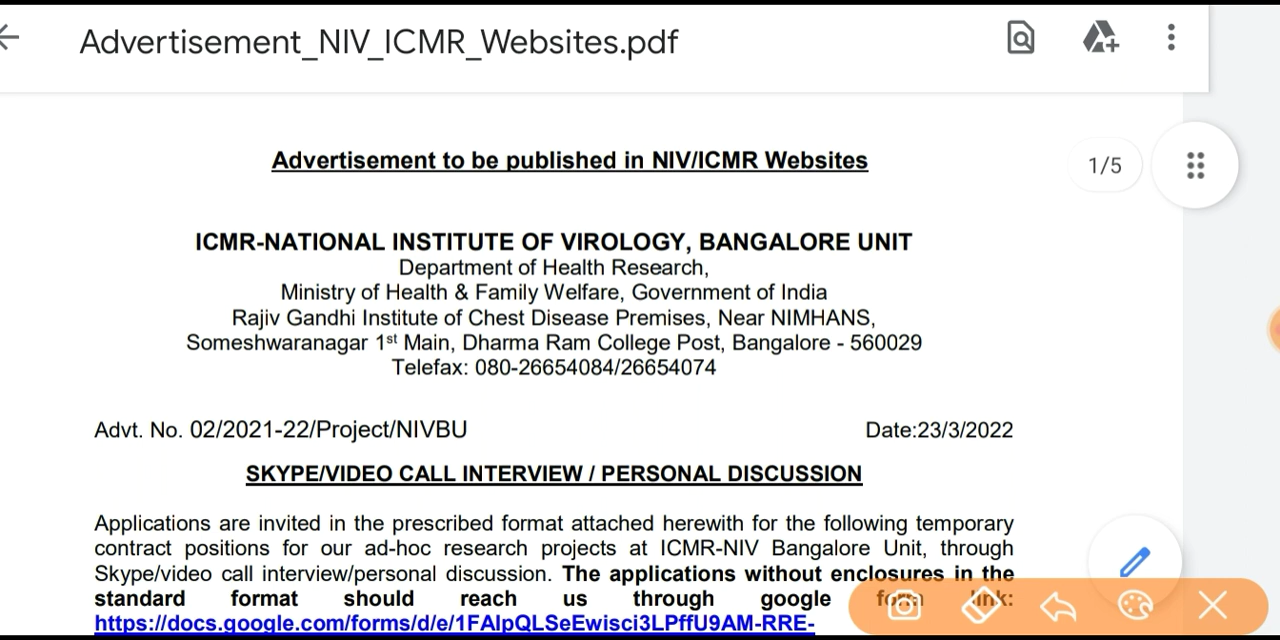 Advertisement_NIV_ICMR_Websites.pdf
Advertisement to be published in NIV/ICMR Websites
1/5
ICMR-NATIONAL INSTITUTE OF VIROLOGY, BANGALORE UNIT
Department of Health Research,
Ministry of Health & Family Welfare, Government of India
Rajiv Gandhi Institute of Chest Disease Premises, Near NIMHANS,
Someshwaranagar 1st Main, Dharma Ram College Post, Bangalore - 560029
Telefax: 080-26654084/26654074
Advt. No. 02/2021-22/Project/NIVBU Date:23/3/2022
SKYPE/VIDEO CALL INTERVIEW / PERSONAL DISCUSSION
Applications are invited in the prescribed format attached herewith for the following temporary
contract positions for our ad-hoc research projects at ICMR-NIV Bangalore Unit, through
Skype/video call interview/personal discussion. The applications without enclosures in the
standard format should reach us through google form link:
https://docs.google.com/forms/d/e/1FAIpQLSeEwisci3LPffU9AM-RRE-